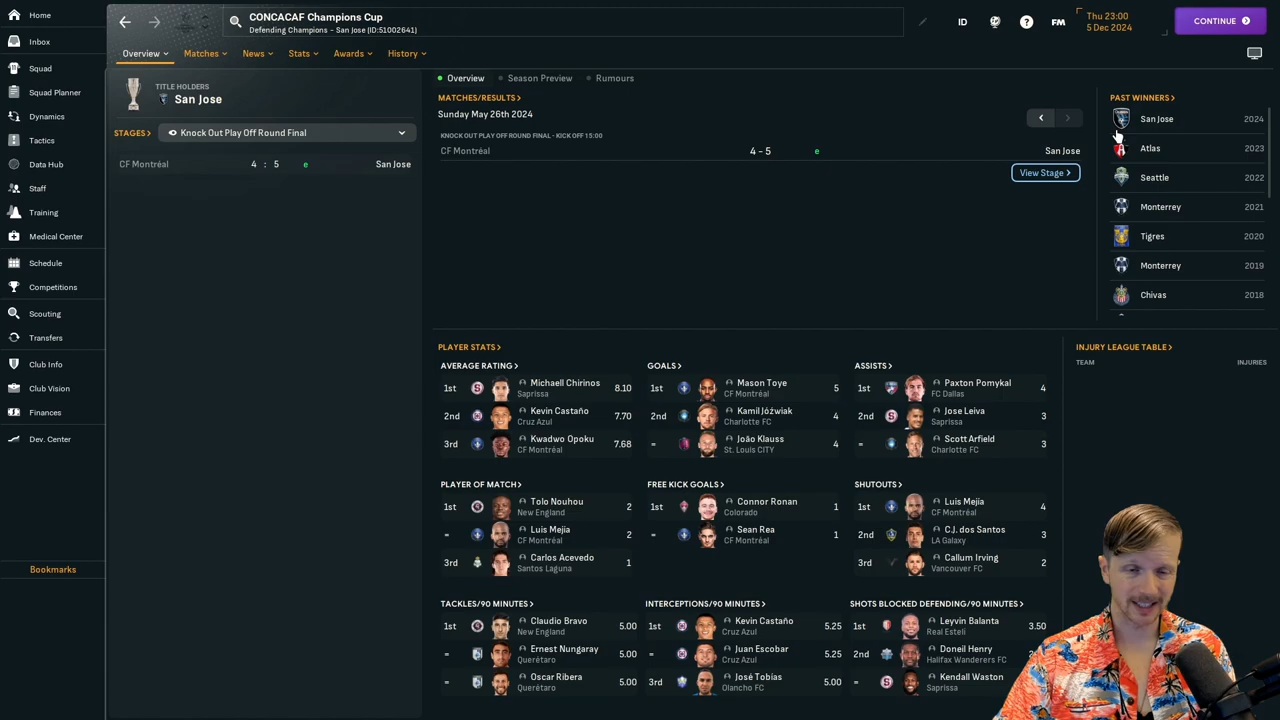 Home
Inbox
Squad
Squad Planner
Dynamics
Tactics
Data Hub
Staff
Training
Medical Center
Schedule
Competitions
Scouting
Transfers
Club Info
Club Vision
Finances
Dev. Center
Bookmarks
CONCACAF Champions Cup
Defending Champions - San Jose [ID:51002641]
ID
?
FM
Thu 23:00
5 Dec 2024
CONTINUE
Overview Matches News Stats Awards History
TITLE HOLDERS
San Jose
STAGES Knock Out Play Off Round Final
CF Montréal 4 : 5 e San Jose
Overview Season Preview Rumours
MATCHES/RESULTS
Sunday May 26th 2024
KNOCK OUT PLAY OFF ROUND FINAL - KICK OFF 15:00
CF Montréal 4 - 5 e San Jose
View Stage
PAST WINNERS
San Jose 2024
Atlas 2023
Seattle 2022
Monterrey 2021
Tigres 2020
Monterrey 2019
Chivas 2018
PLAYER STATS
AVERAGE RATING
1st Michaell Chirinos 8.10
Saprissa
2nd Kevin Castaño 7.70
Cruz Azul
3rd Kwadwo Opoku 7.68
CF Montréal
GOALS
1st Mason Toye 5
CF Montréal
2nd Kamil Jóźwiak 4
Charlotte FC
= João Klauss 4
St. Louis CITY
ASSISTS
1st Paxton Pomykal 4
FC Dallas
2nd Jose Leiva 3
Saprissa
= Scott Arfield 3
Charlotte FC
PLAYER OF MATCH
1st Tolo Nouhou 2
New England
= Luis Mejía 2
CF Montréal
3rd Carlos Acevedo 1
Santos Laguna
FREE KICK GOALS
1st Connor Ronan 1
Colorado
= Sean Rea 1
CF Montréal
SHUTOUTS
1st Luis Mejía 4
CF Montréal
2nd C.J. dos Santos 3
LA Galaxy
3rd Callum Irving 2
Vancouver FC
TACKLES/90 MINUTES
1st Claudio Bravo 5.00
New England
= Ernest Nungaray 5.00
Querétaro
= Oscar Ribera 5.00
Querétaro
INTERCEPTIONS/90 MINUTES
1st Kevin Castaño 5.25
Cruz Azul
= Juan Escobar 5.25
Cruz Azul
3rd José Tobias 5.00
Olancho FC
SHOTS BLOCKED DEFENDING/90 MINUTES
1st Leyvin Balanta 3.50
Real Esteli
2nd Doneil Henry
Halifax Wanderers FC
= Kendall Waston
Saprissa
INJURY LEAGUE TABLE
TEAM INJURIES